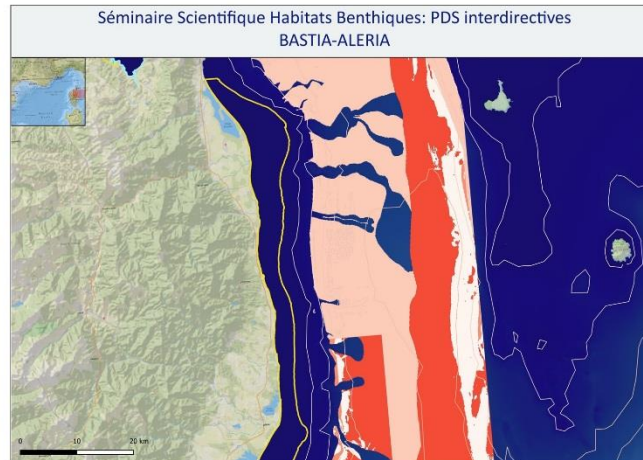 Séminaire Scientifique Habitats Benthiques: PDS interdirectives
BASTIA-ALERIA
0 10 20 km